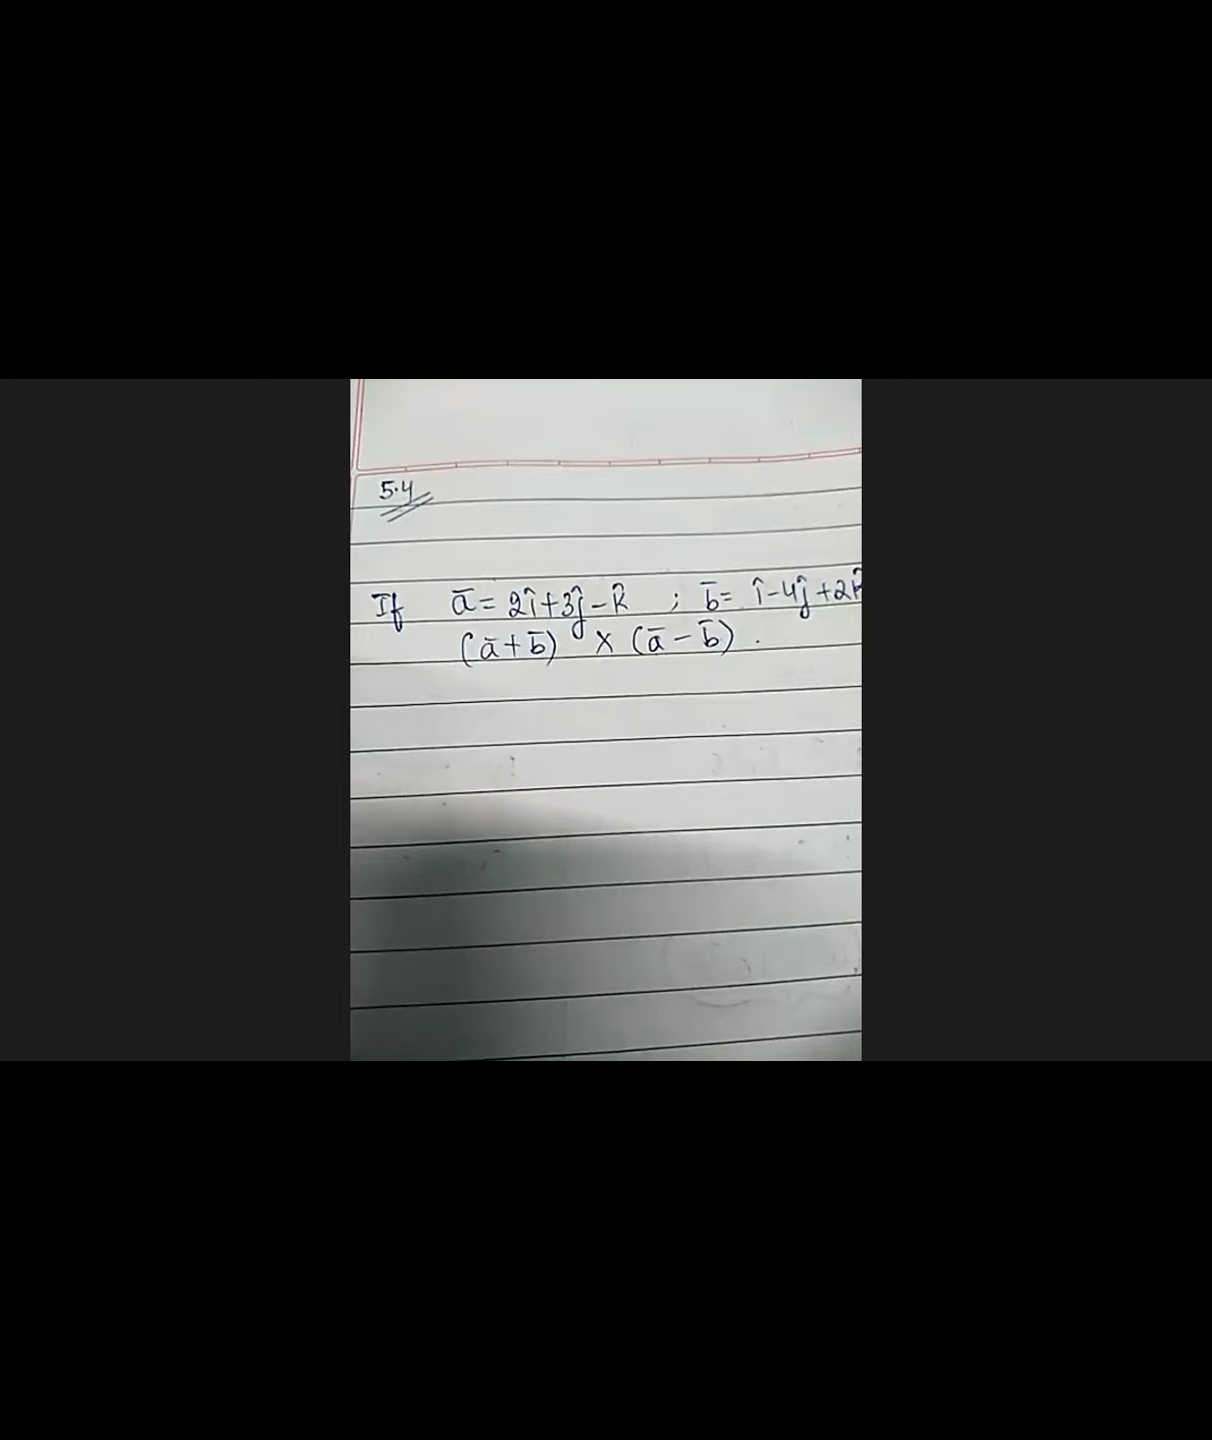 5.4
If ā = 2î+3ĵ-k̂ ; b̄ = î-4ĵ+2k̂
(ā+b̄) × (ā-b̄).